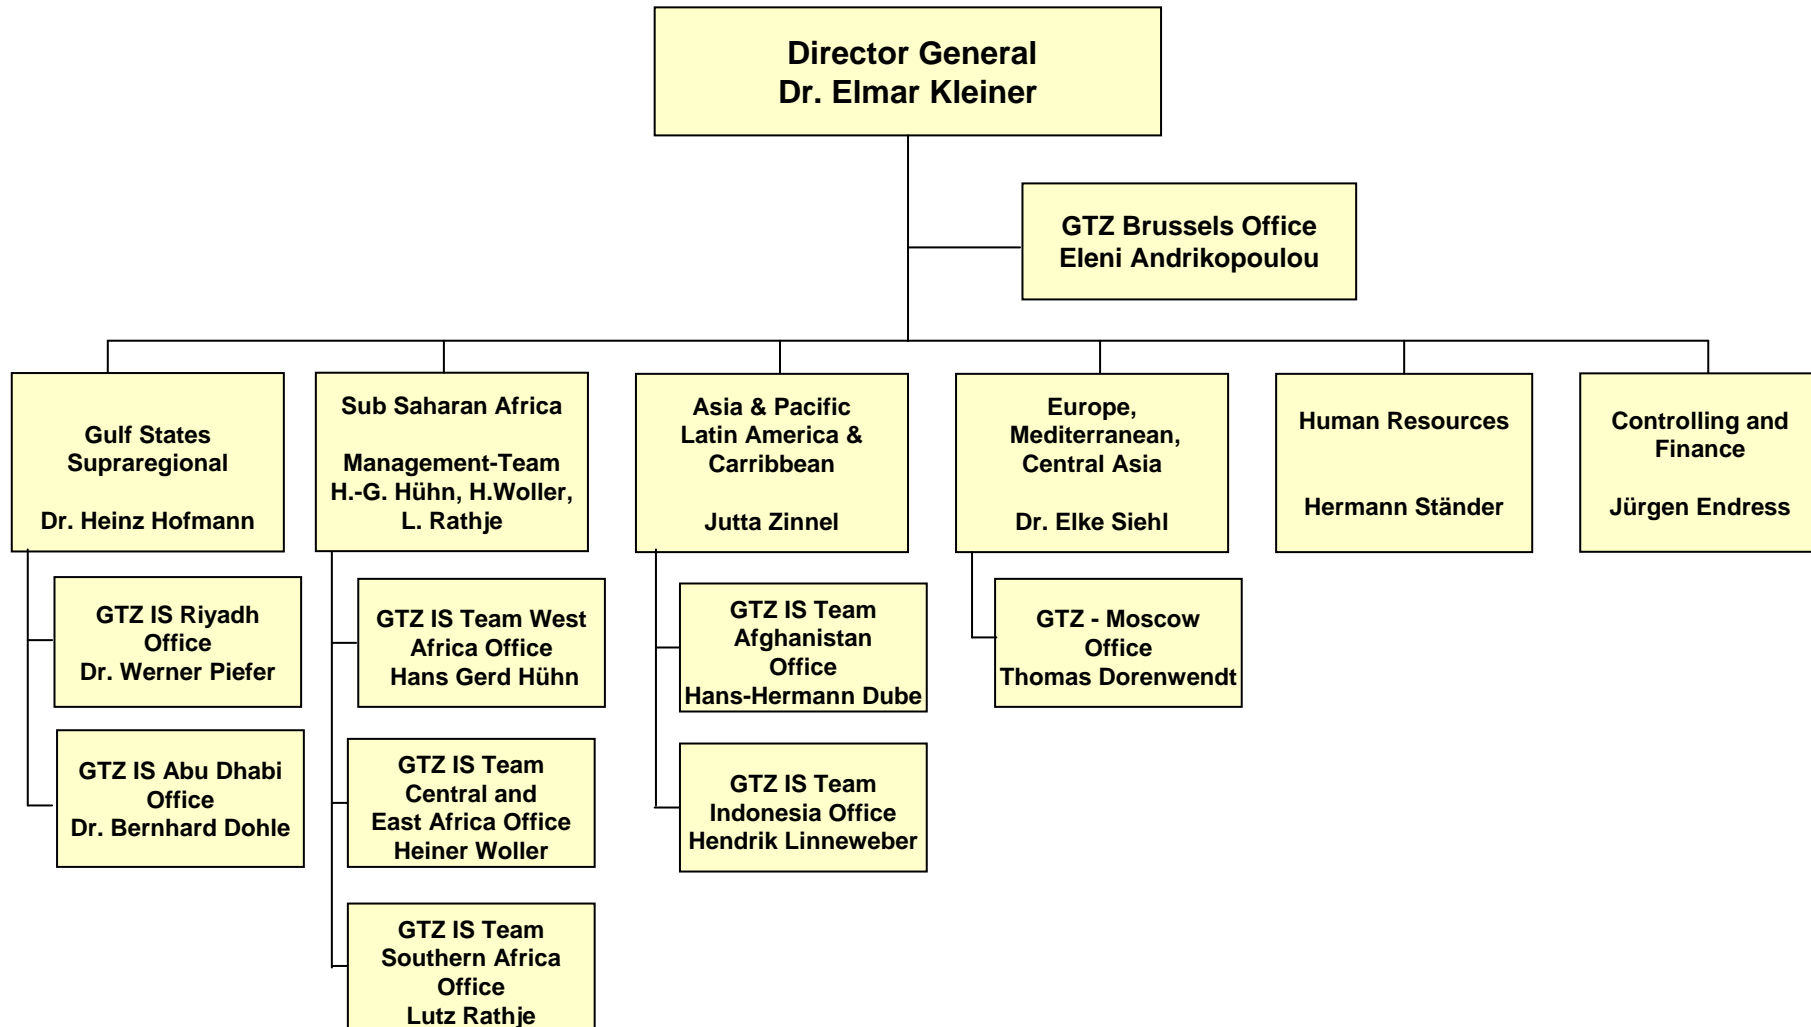 Director General
Dr. Elmar Kleiner
GTZ Brussels Office
Eleni Andrikopoulou
Gulf States
Supraregional
Dr. Heinz Hofmann
Sub Saharan Africa
Management-Team
H.-G. Hühn, H.Woller,
L. Rathje
Asia & Pacific
Latin America &
Carribbean
Jutta Zinnel
Europe,
Mediterranean,
Central Asia
Dr. Elke Siehl
Human Resources
Hermann Ständer
Controlling and
Finance
Jürgen Endress
GTZ IS Riyadh
Office
Dr. Werner Piefer
GTZ IS Abu Dhabi
Office
Dr. Bernhard Dohle
GTZ IS Team West
Africa Office
Hans Gerd Hühn
GTZ IS Team
Central and
East Africa Office
Heiner Woller
GTZ IS Team
Southern Africa
Office
Lutz Rathje
GTZ IS Team
Afghanistan
Office
Hans-Hermann Dube
GTZ IS Team
Indonesia Office
Hendrik Linneweber
GTZ - Moscow
Office
Thomas Dorenwendt